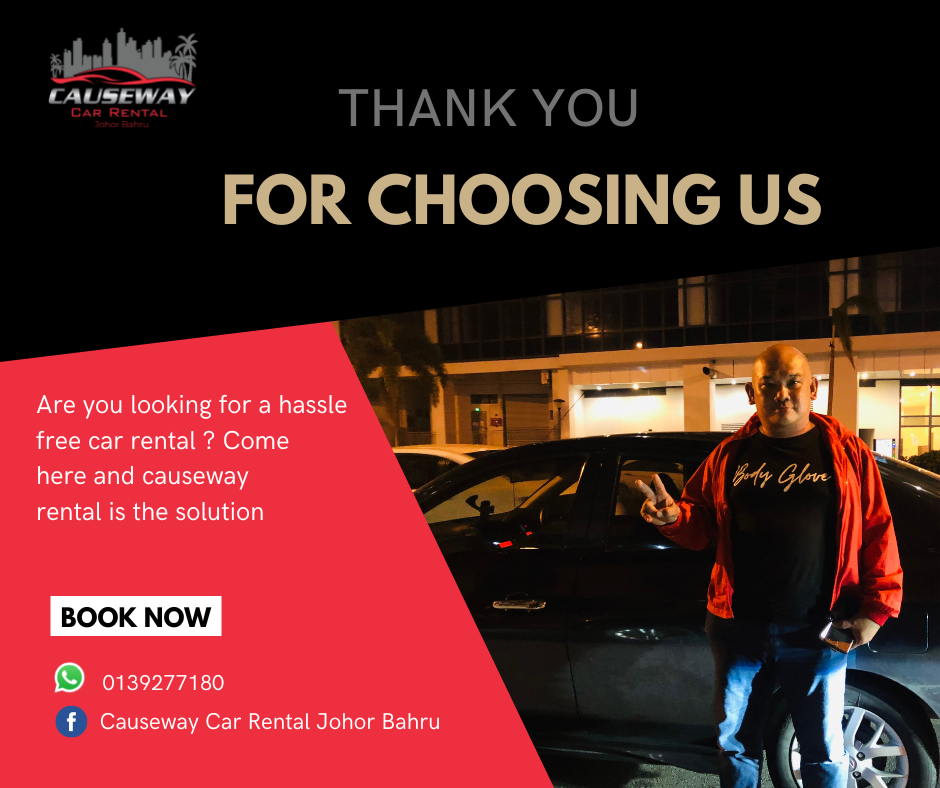 CAUSEWAY
CAR RENTAL
Johor Bahru
THANK YOU
FOR CHOOSING US
Body Glove
Are you looking for a hassle
free car rental ? Come
here and causeway
rental is the solution
BOOK NOW
0139277180
Causeway Car Rental Johor Bahru